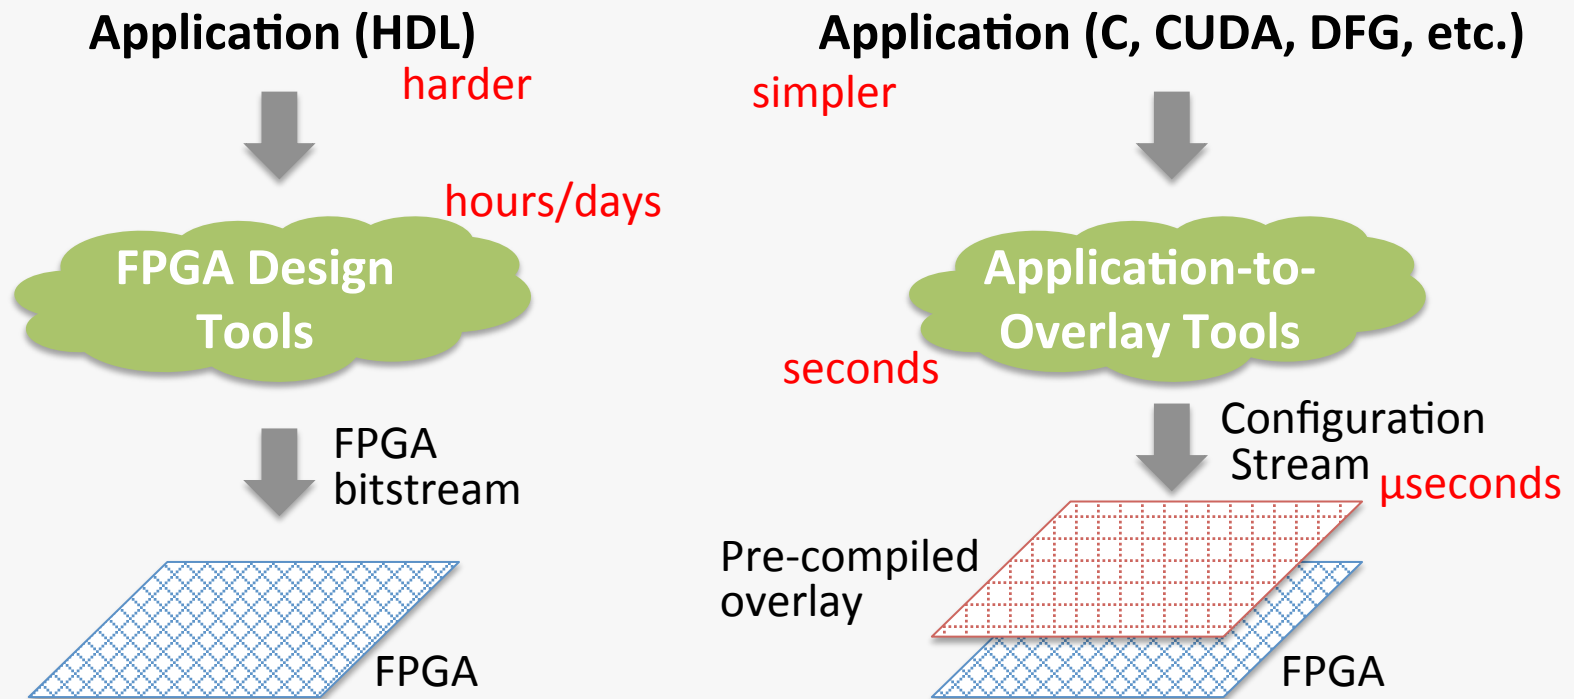 Application (HDL)
harder
hours/days
FPGA Design
Tools
FPGA
bitstream
FPGA
Application (C, CUDA, DFG, etc.)
simpler
Application-to-
Overlay Tools
seconds
Configuration
Stream
µseconds
Pre-compiled
overlay
FPGA